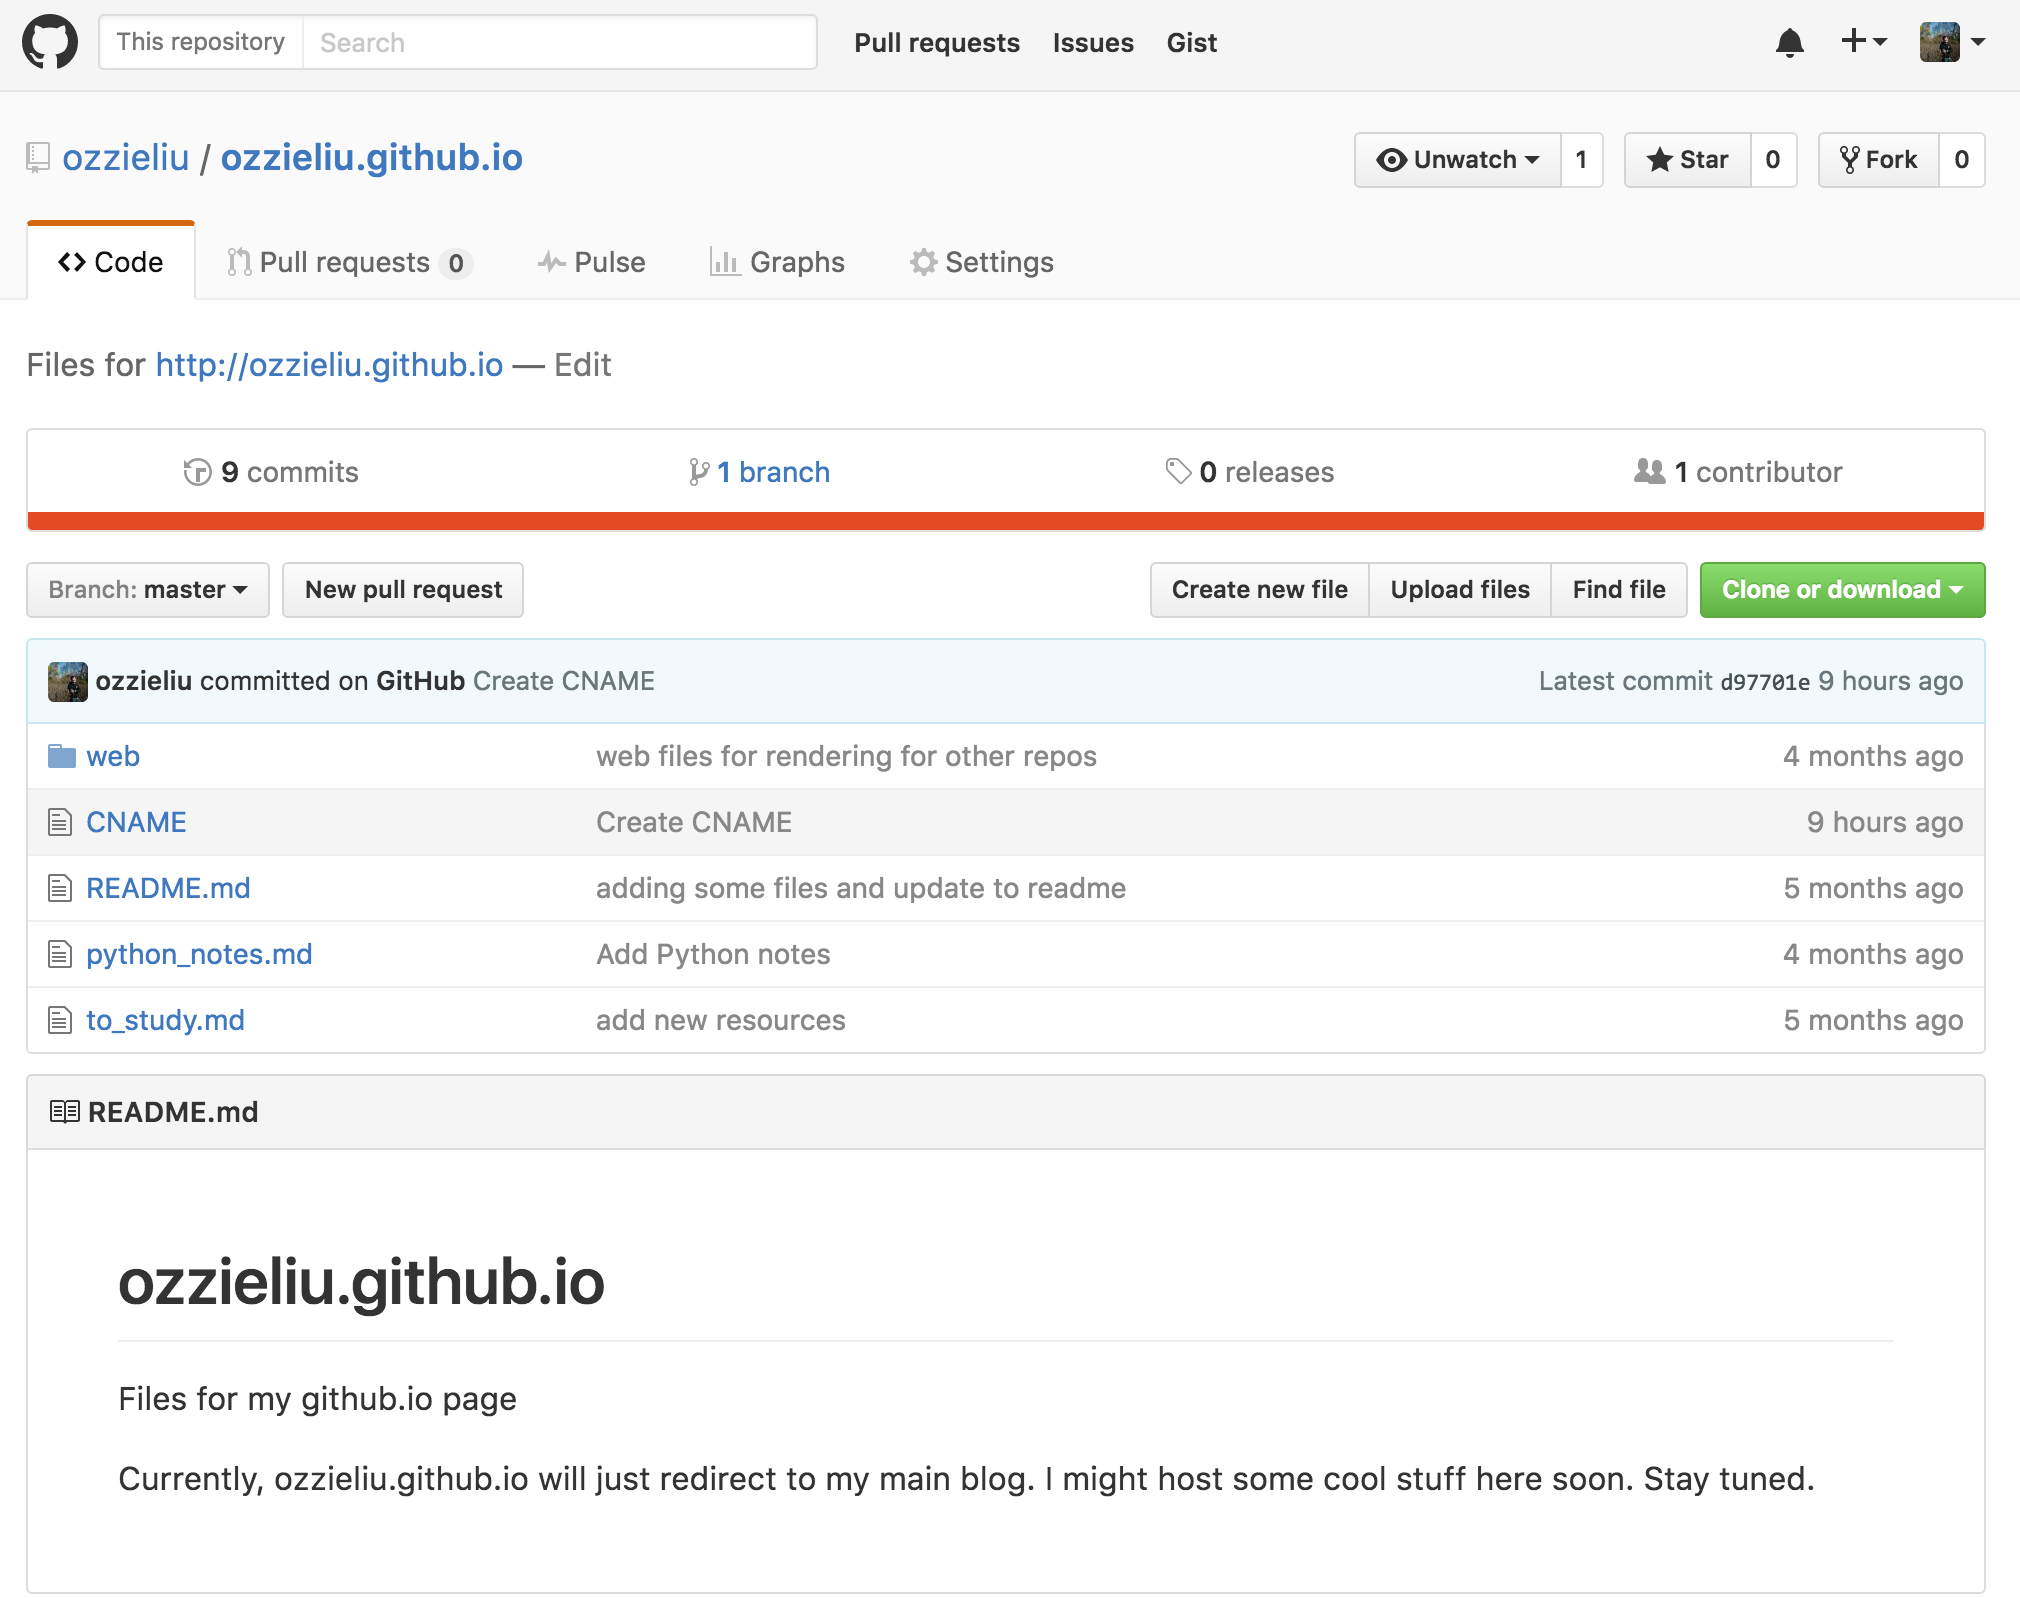 This repository Search Pull requests Issues Gist
ozzieliu / ozzieliu.github.io Unwatch 1 Star 0 Fork 0
Code Pull requests 0 Pulse Graphs Settings
Files for http://ozzieliu.github.io — Edit
9 commits 1 branch 0 releases 1 contributor
Branch: master New pull request Create new file Upload files Find file Clone or download
ozzieliu committed on GitHub Create CNAME Latest commit d97701e 9 hours ago
web web files for rendering for other repos 4 months ago
CNAME Create CNAME 9 hours ago
README.md adding some files and update to readme 5 months ago
python_notes.md Add Python notes 4 months ago
to_study.md add new resources 5 months ago
README.md
ozzieliu.github.io
Files for my github.io page
Currently, ozzieliu.github.io will just redirect to my main blog. I might host some cool stuff here soon. Stay tuned.